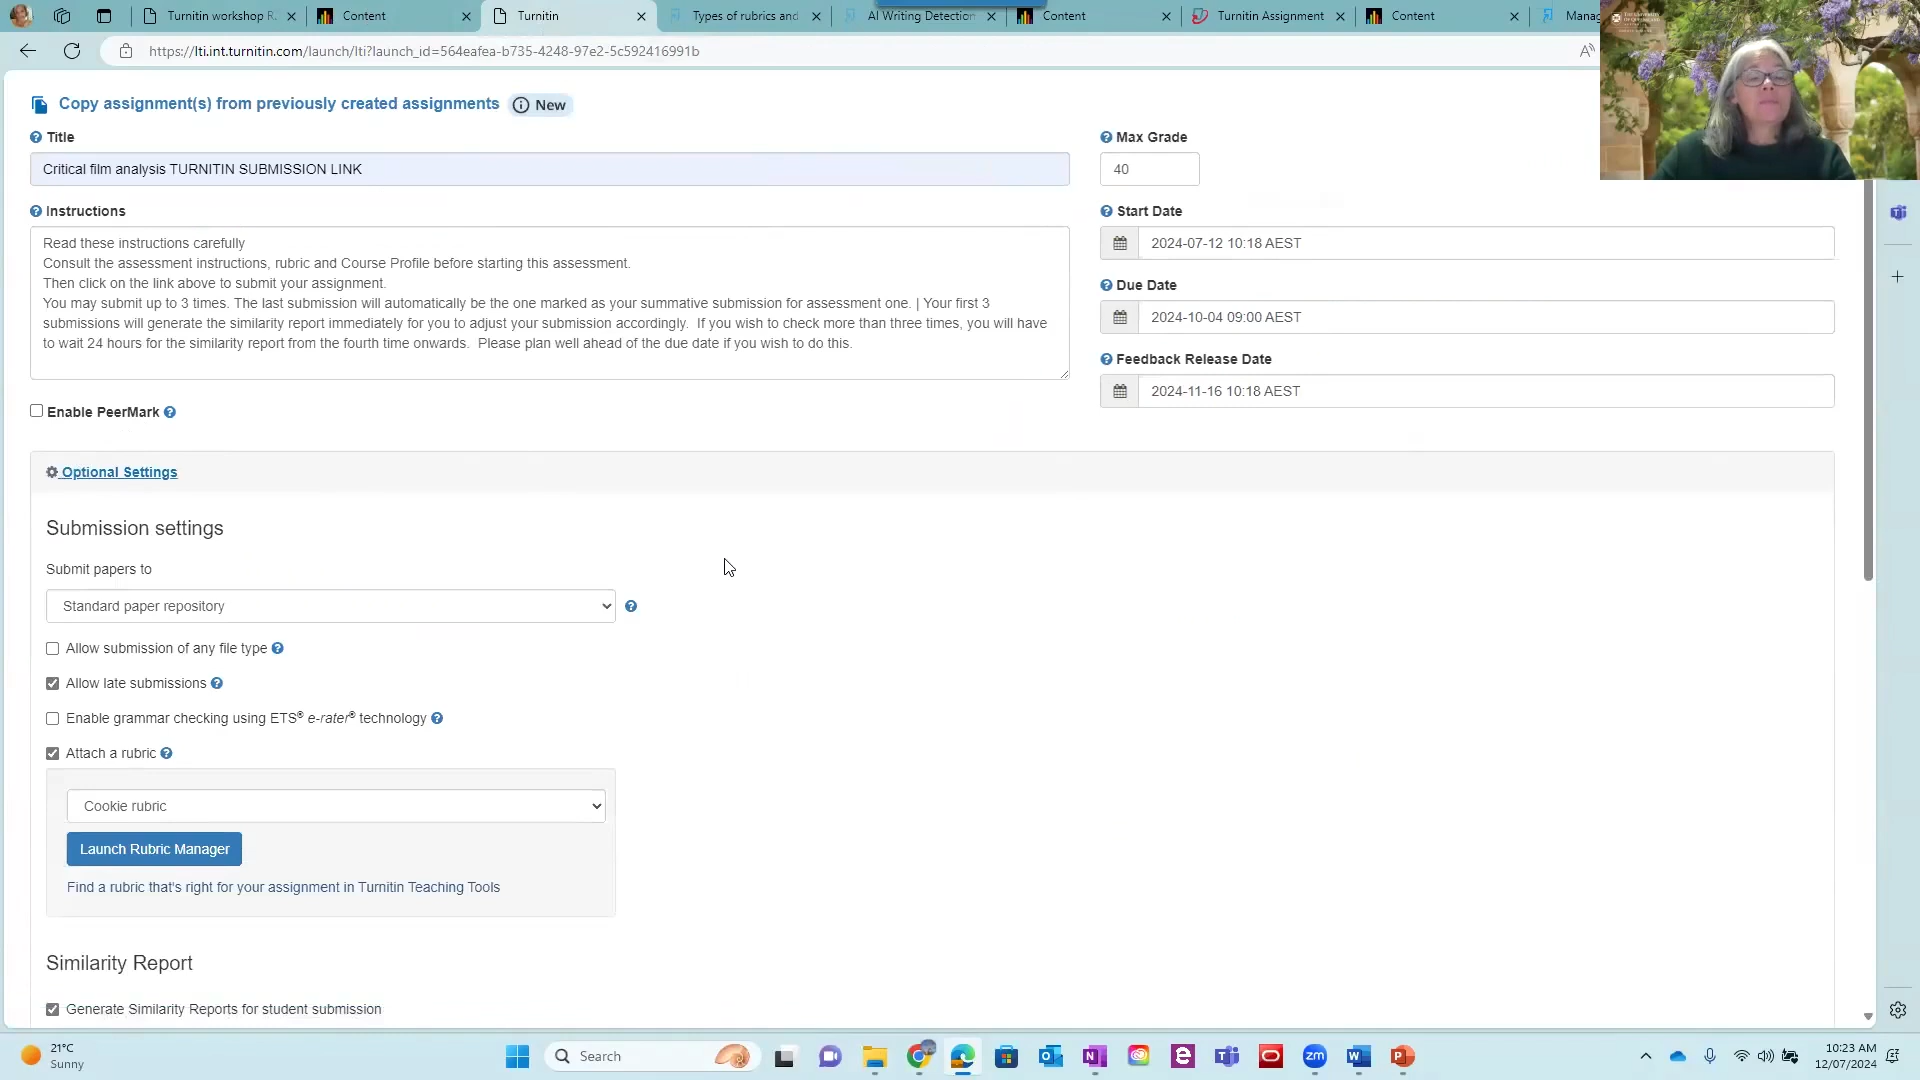 Turnitin workshop R
Content
Turnitin
Types of rubrics and
AI Writing Detection
Content
Turnitin Assignment
Content
Manag
https://lti.int.turnitin.com/launch/lti?launch_id=564eafea-b735-4248-97e2-5c592416991b
Copy assignment(s) from previously created assignments
New
Title
Critical film analysis TURNITIN SUBMISSION LINK
Max Grade
40
Instructions
Read these instructions carefully
Consult the assessment instructions, rubric and Course Profile before starting this assessment.
Then click on the link above to submit your assignment.
You may submit up to 3 times. The last submission will automatically be the one marked as your summative submission for assessment one. | Your first 3
submissions will generate the similarity report immediately for you to adjust your submission accordingly.  If you wish to check more than three times, you will have
to wait 24 hours for the similarity report from the fourth time onwards.  Please plan well ahead of the due date if you wish to do this.
Start Date
2024-07-12 10:18 AEST
Due Date
2024-10-04 09:00 AEST
Feedback Release Date
2024-11-16 10:18 AEST
Enable PeerMark
Optional Settings
Submission settings
Submit papers to
Standard paper repository
Allow submission of any file type
Allow late submissions
Enable grammar checking using ETS® e-rater® technology
Attach a rubric
Cookie rubric
Launch Rubric Manager
Find a rubric that's right for your assignment in Turnitin Teaching Tools
Similarity Report
Generate Similarity Reports for student submission
21°C
Sunny
Search
zm
10:23 AM
12/07/2024